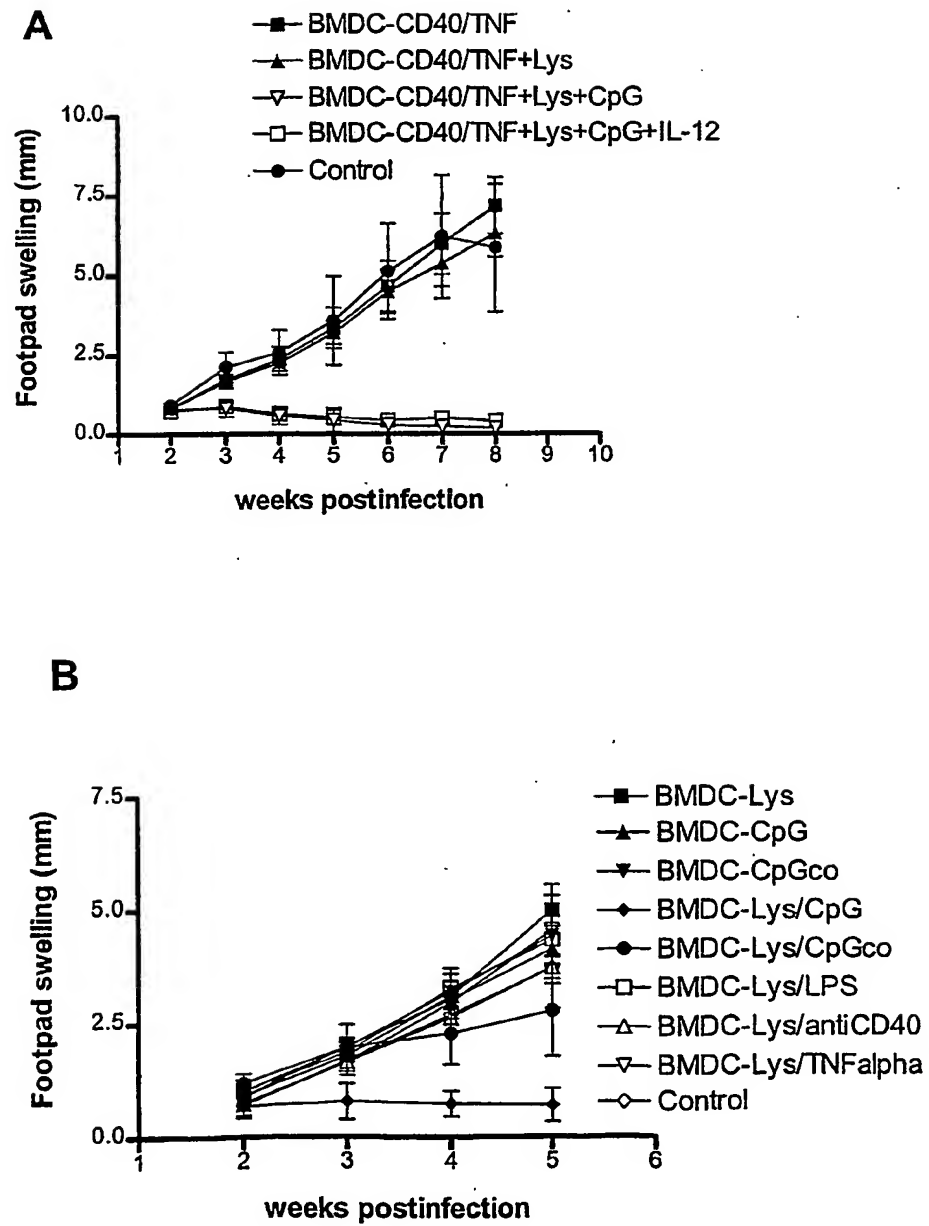 A
BMDC-CD40/TNF
BMDC-CD40/TNF+Lys
BMDC-CD40/TNF+Lys+CpG
BMDC-CD40/TNF+Lys+CpG+IL-12
Control
Footpad swelling (mm)
10.0
7.5
5.0
2.5
0.0
1 2 3 4 5 6 7 8 9 10
weeks postinfection
B
BMDC-Lys
BMDC-CpG
BMDC-CpGco
BMDC-Lys/CpG
BMDC-Lys/CpGco
BMDC-Lys/LPS
BMDC-Lys/antiCD40
BMDC-Lys/TNFalpha
Control
Footpad swelling (mm)
7.5
5.0
2.5
0.0
1 2 3 4 5 6
weeks postinfection